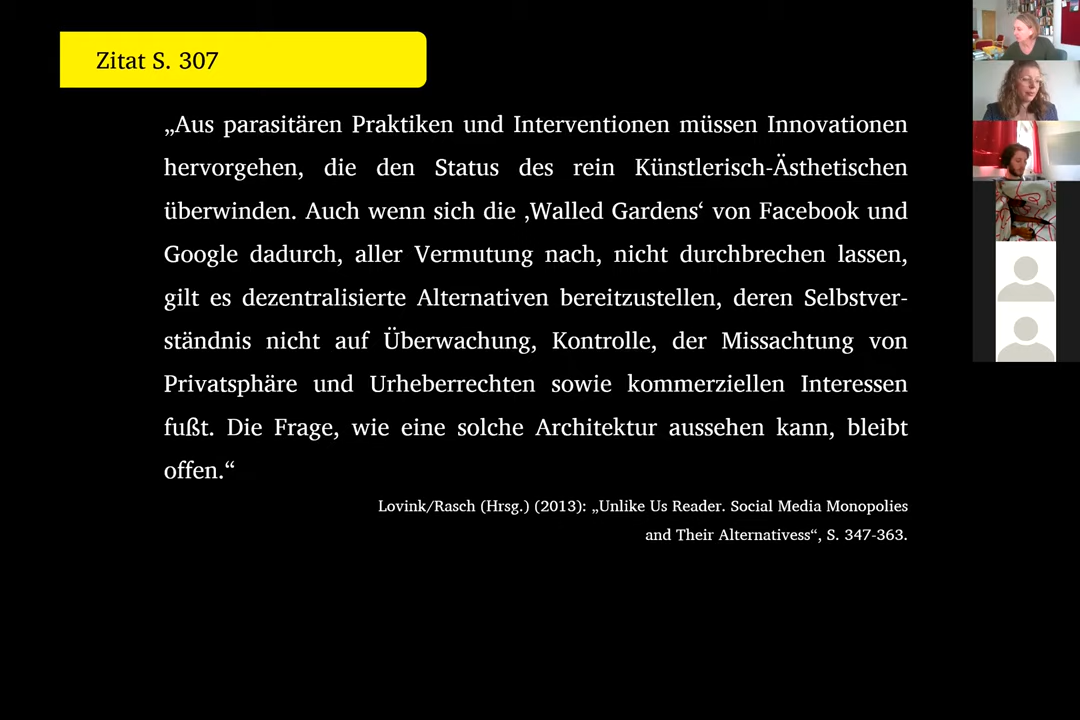 Zitat S. 307
„Aus parasitären Praktiken und Interventionen müssen Innovationen
hervorgehen, die den Status des rein Künstlerisch-Ästhetischen
überwinden. Auch wenn sich die ‚Walled Gardens‘ von Facebook und
Google dadurch, aller Vermutung nach, nicht durchbrechen lassen,
gilt es dezentralisierte Alternativen bereitzustellen, deren Selbstver-
ständnis nicht auf Überwachung, Kontrolle, der Missachtung von
Privatsphäre und Urheberrechten sowie kommerziellen Interessen
fußt. Die Frage, wie eine solche Architektur aussehen kann, bleibt
offen.“
Lovink/Rasch (Hrsg.) (2013): „Unlike Us Reader. Social Media Monopolies
and Their Alternativess“, S. 347-363.